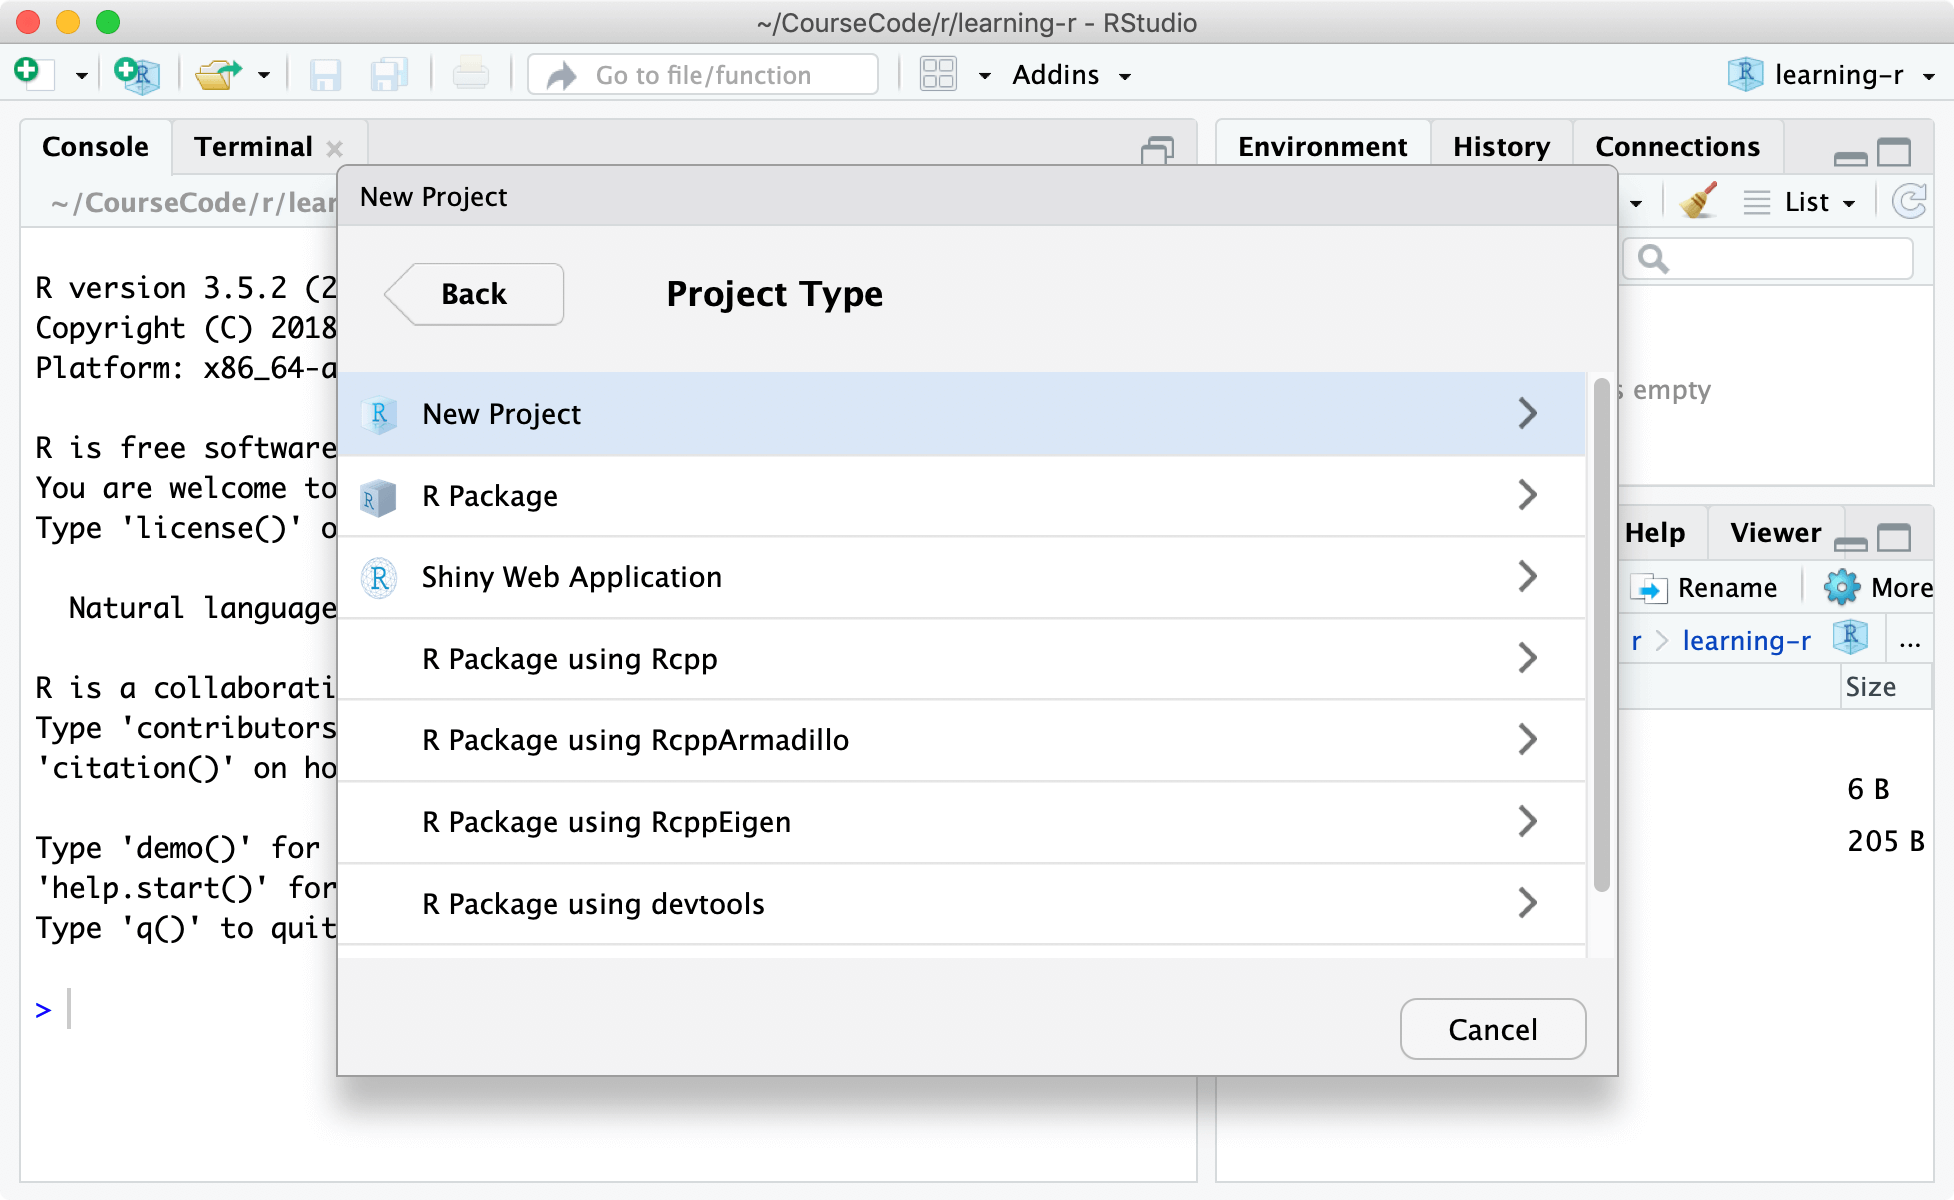 ~/CourseCode/r/learning-r - RStudio
Go to file/function
Addins
learning-r
Console
Terminal
Environment
History
Connections
~/CourseCode/r/lear
List
New Project
Back
Project Type
R version 3.5.2 (2
Copyright (C) 2018
Platform: x86_64-a
R is free software
You are welcome to
Type 'license()' o
Natural language
R is a collaborati
Type 'contributors
'citation()' on ho
Type 'demo()' for
'help.start()' for
Type 'q()' to quit
>
New Project
R Package
Shiny Web Application
R Package using Rcpp
R Package using RcppArmadillo
R Package using RcppEigen
R Package using devtools
Cancel
empty
Help
Viewer
Rename
More
r
learning-r
...
Size
6 B
205 B